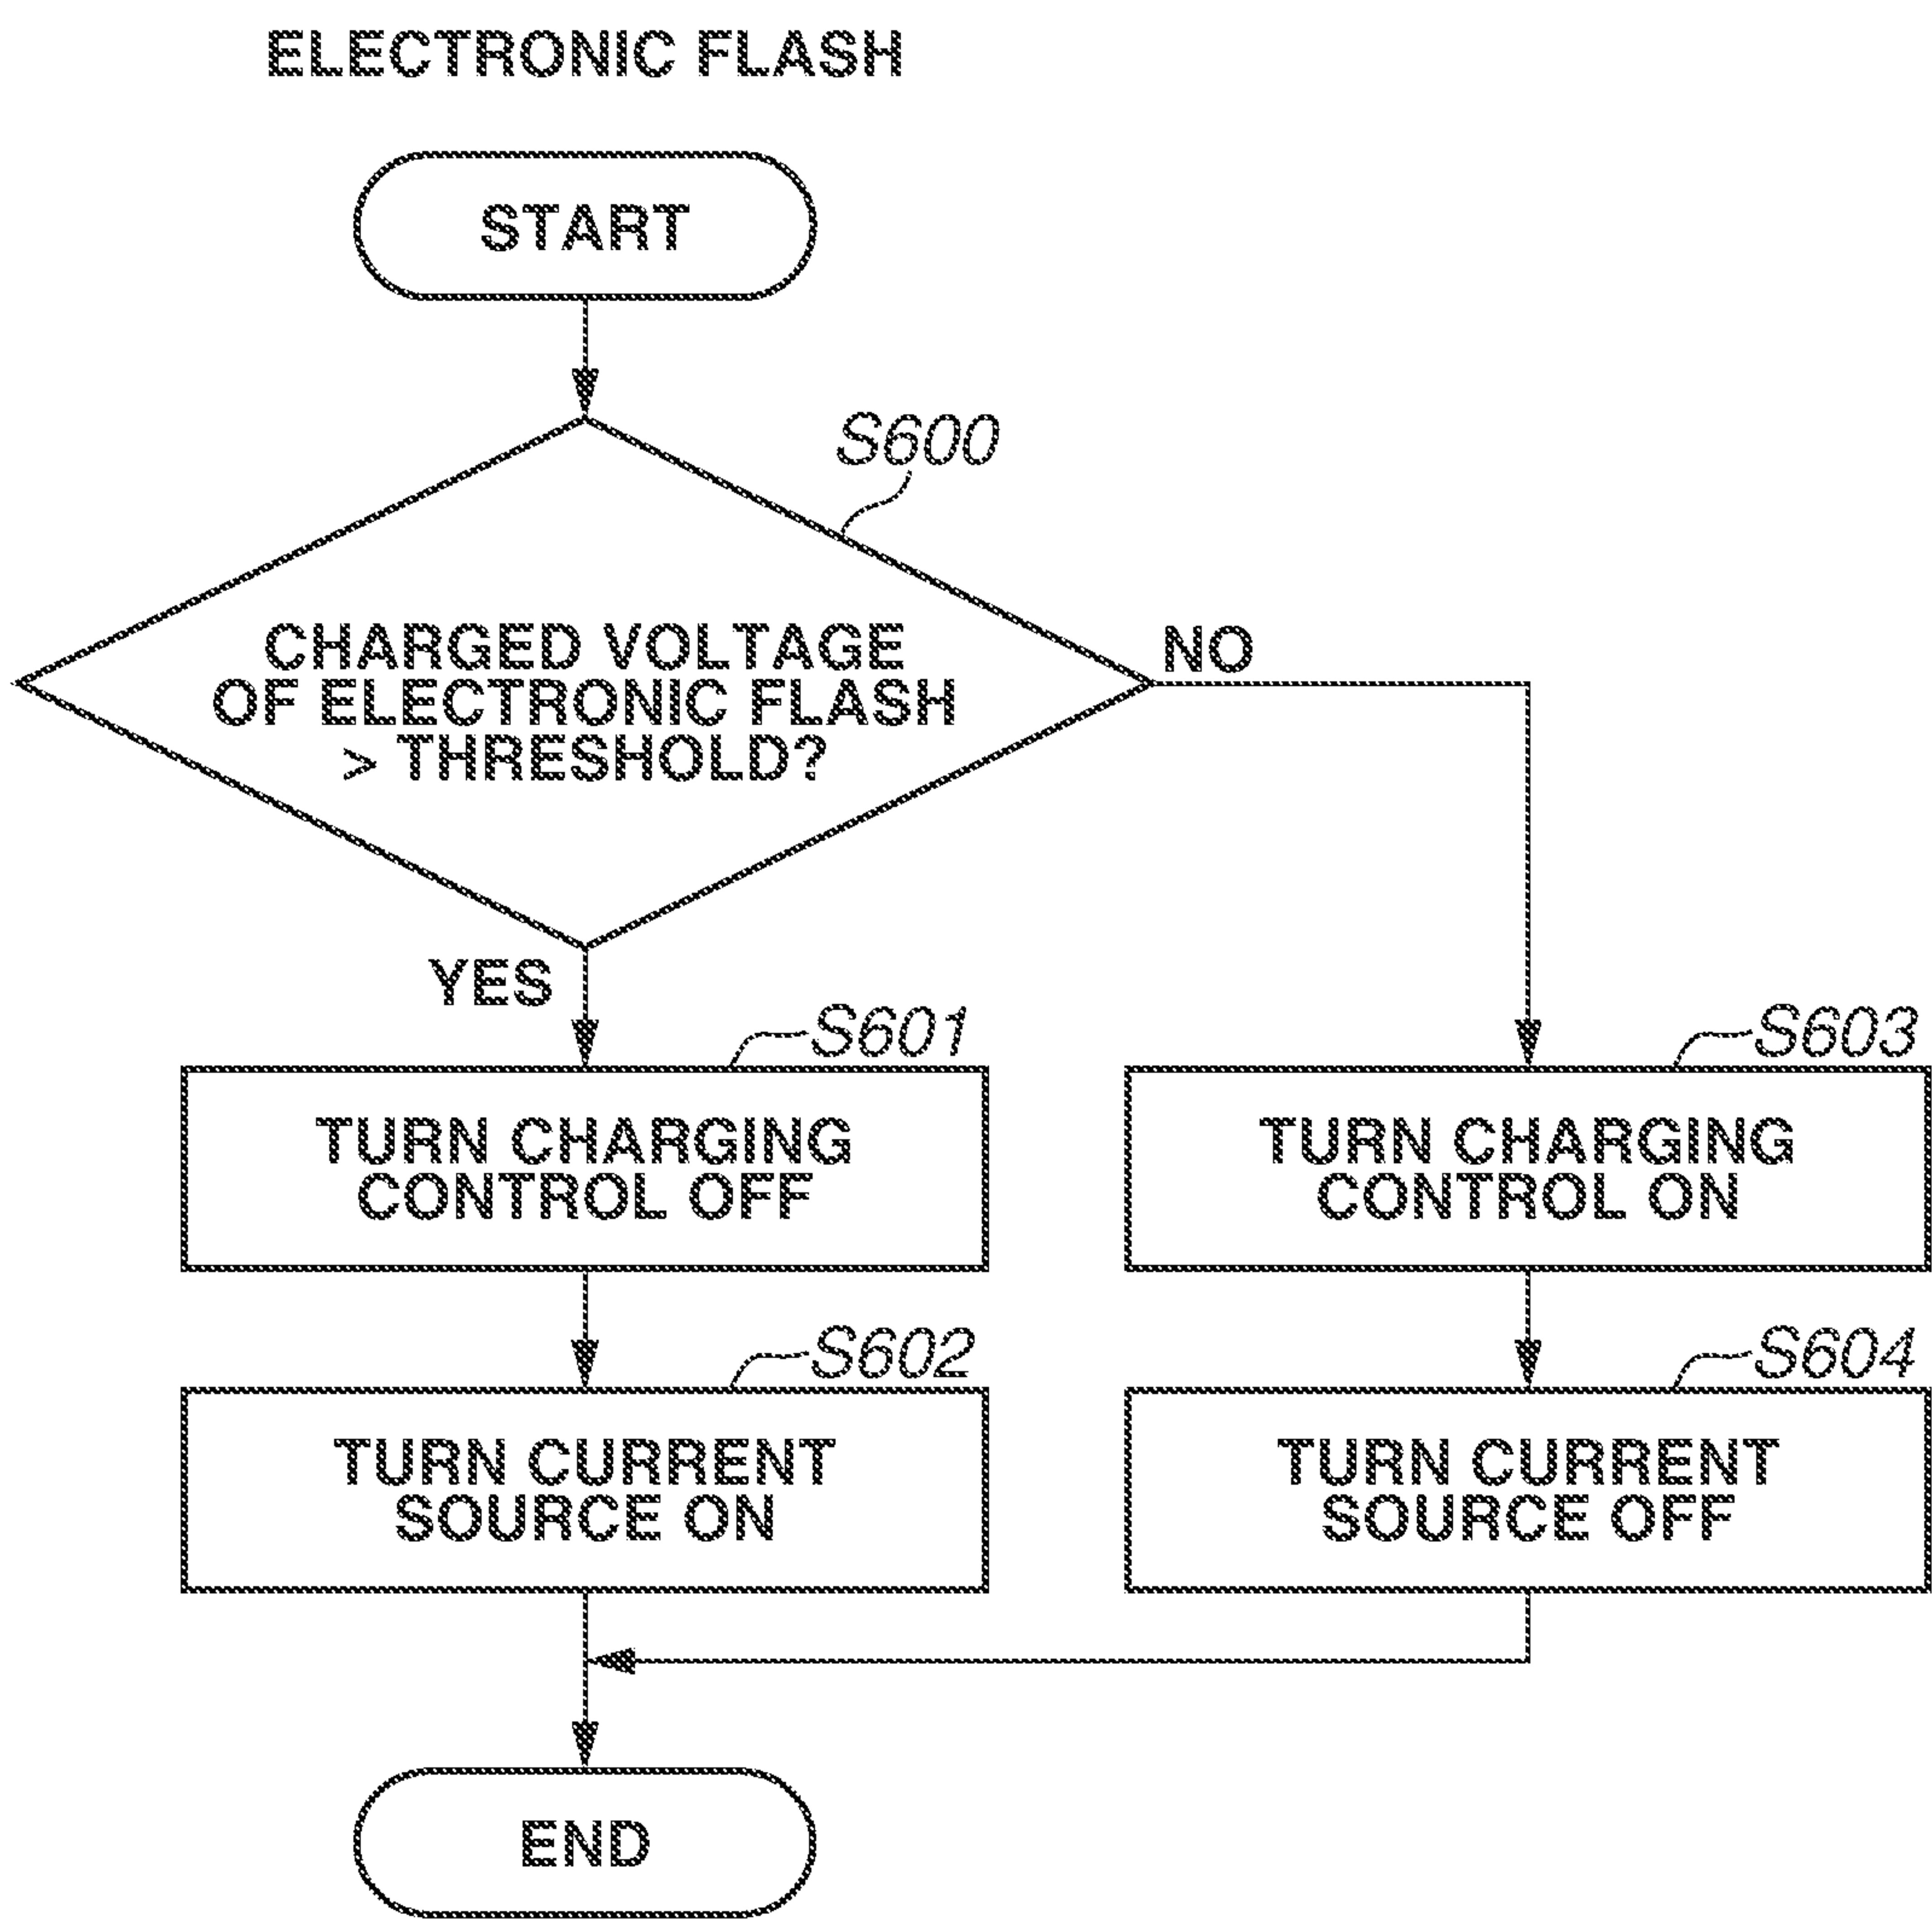 ELECTRONIC FLASH
START
S600
CHARGED VOLTAGE
OF ELECTRONIC FLASH
> THRESHOLD?
NO
YES
S601
TURN CHARGING
CONTROL OFF
S603
TURN CHARGING
CONTROL ON
S602
TURN CURRENT
SOURCE ON
S604
TURN CURRENT
SOURCE OFF
END